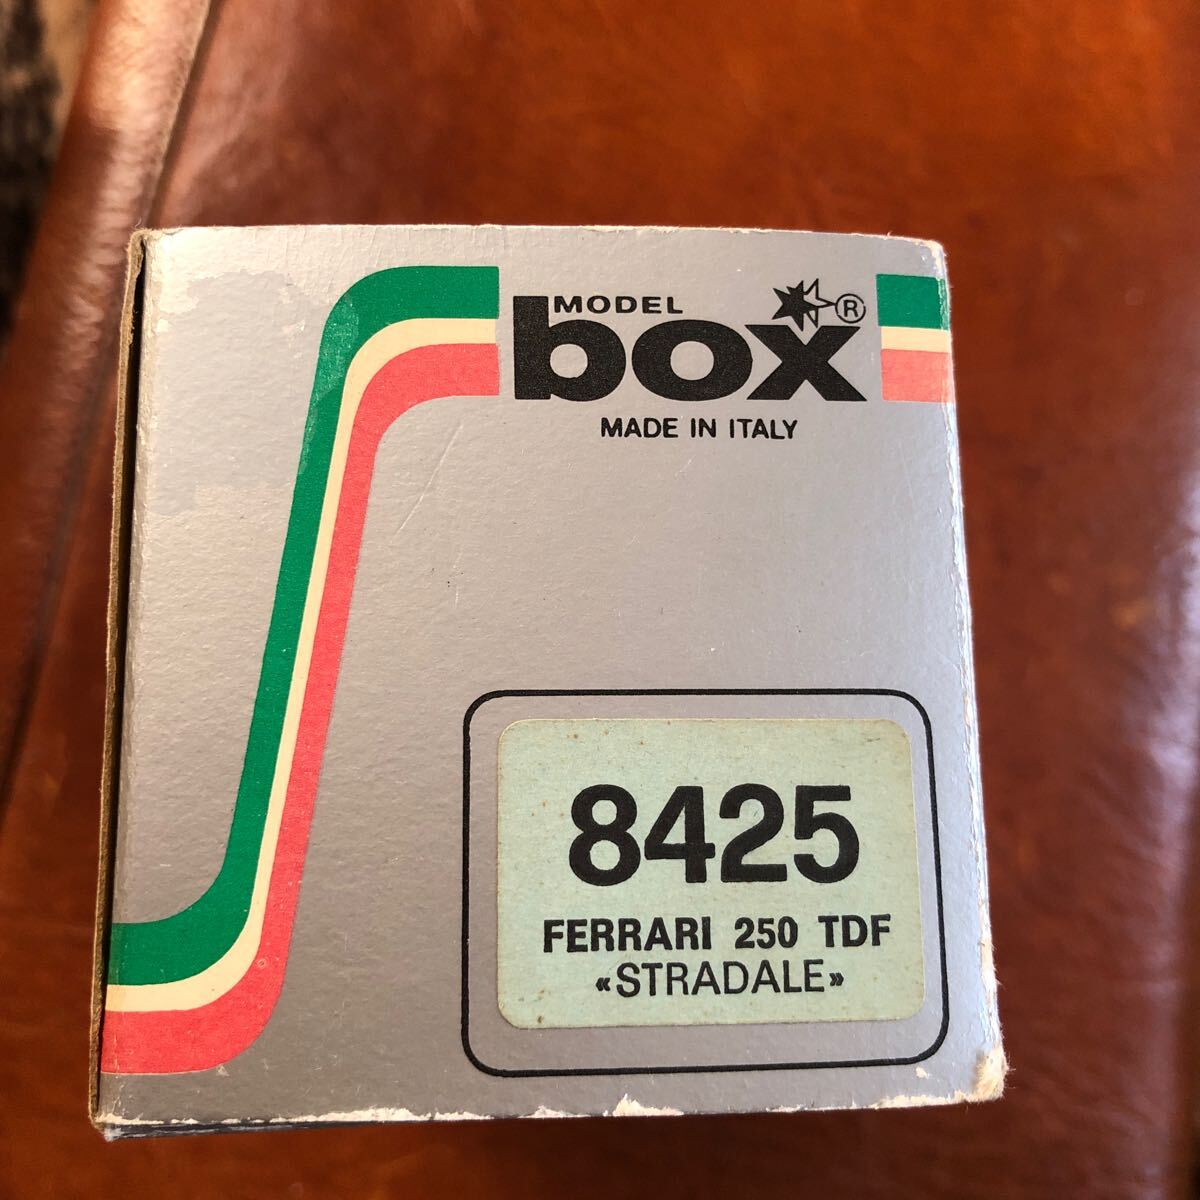 MODEL
box ®
MADE IN ITALY
8425
FERRARI 250 TDF
«STRADALE»